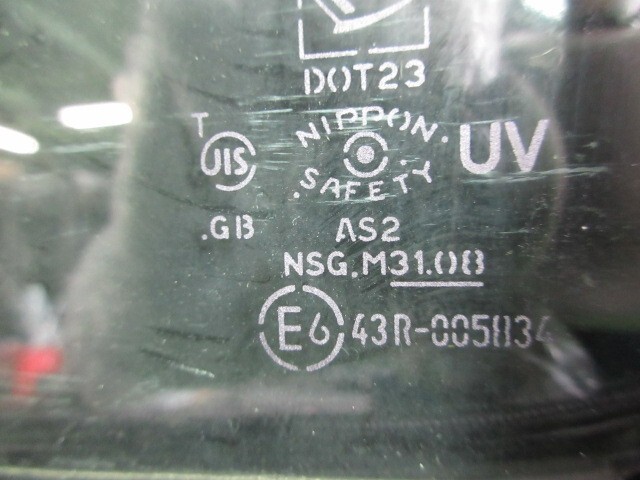 DOT23
T JIS NIPPON. .SAFETY UV
.GB AS2
NSG.M31.08
E6 43R-005834